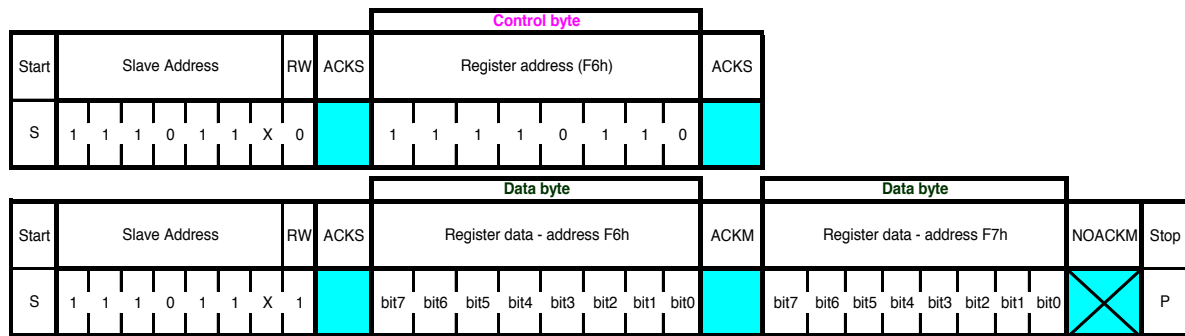 Control byte
Start Slave Address RW ACKS Register address (F6h) ACKS
S 1 1 1 0 1 1 X 0 1 1 1 1 0 1 1 0
Data byte Data byte
Start Slave Address RW ACKS Register data - address F6h ACKM Register data - address F7h NOACKM Stop
S 1 1 1 0 1 1 X 1 bit7 bit6 bit5 bit4 bit3 bit2 bit1 bit0 bit7 bit6 bit5 bit4 bit3 bit2 bit1 bit0 P